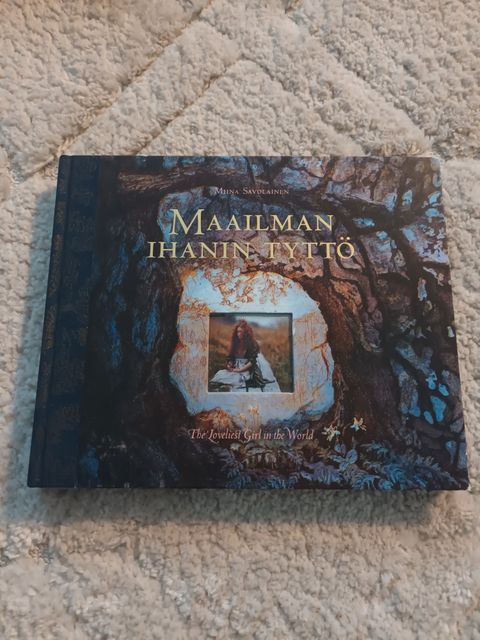 Miina Savolainen
Maailman
ihanin tyttö
The Loveliest Girl in the World